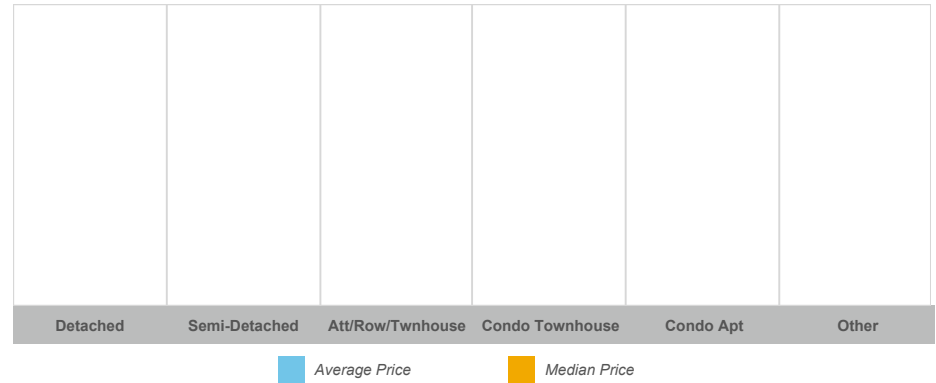 Detached Semi-Detached Att/Row/Twnhouse Condo Townhouse Condo Apt Other
Average Price Median Price